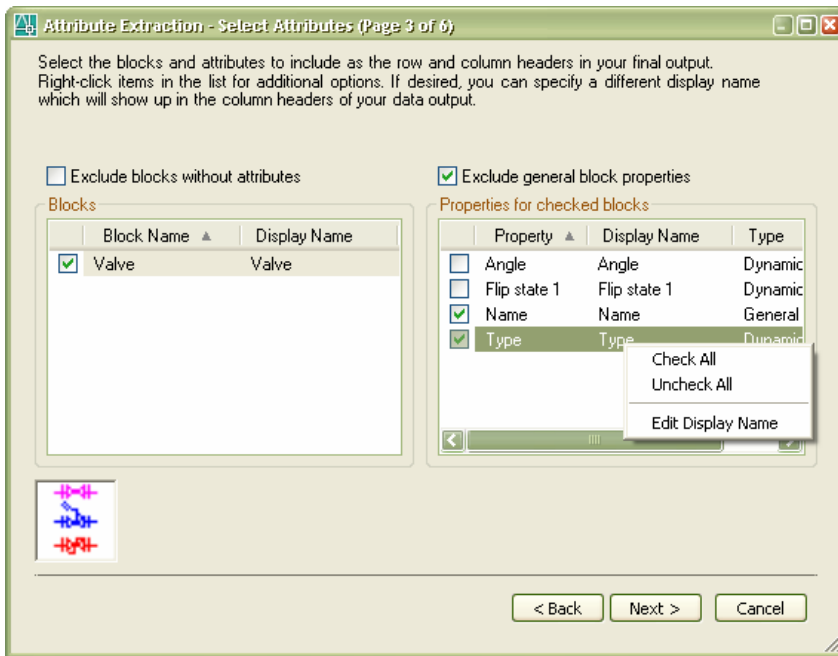 Attribute Extraction - Select Attributes (Page 3 of 6)
Select the blocks and attributes to include as the row and column headers in your final output.
Right-click items in the list for additional options. If desired, you can specify a different display name
which will show up in the column headers of your data output.
Exclude blocks without attributes
Exclude general block properties
Blocks
Properties for checked blocks
Block Name Display Name
Property Display Name Type
Valve Valve
Angle Angle Dynamic
Flip state 1 Flip state 1 Dynamic
Name Name General
Type Type Dynamic
Check All
Uncheck All
Edit Display Name
< Back Next > Cancel